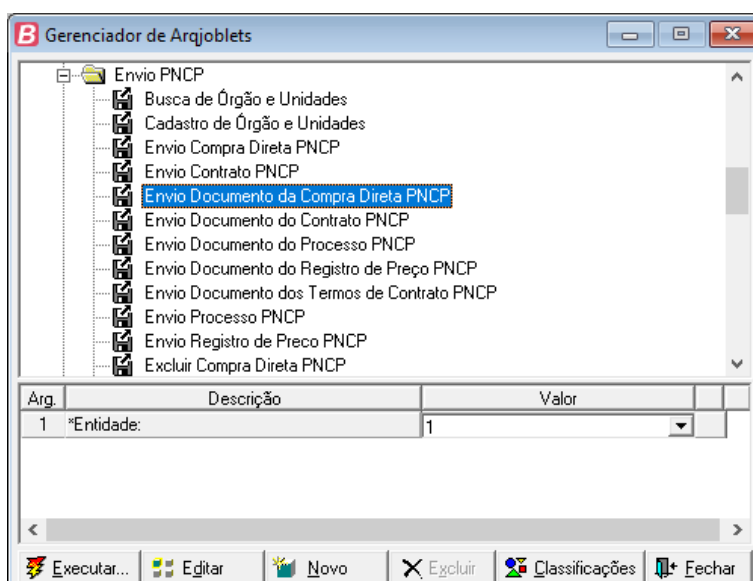 B Gerenciador de Arqjoblets
Envio PNCP
Busca de Órgão e Unidades
Cadastro de Órgão e Unidades
Envio Compra Direta PNCP
Envio Contrato PNCP
Envio Documento da Compra Direta PNCP
Envio Documento do Contrato PNCP
Envio Documento do Processo PNCP
Envio Documento do Registro de Preço PNCP
Envio Documento dos Termos de Contrato PNCP
Envio Processo PNCP
Envio Registro de Preco PNCP
Excluir Compra Direta PNCP
Arg. Descrição Valor
1 *Entidade: 1
Executar... Editar Novo Excluir Classificações Fechar